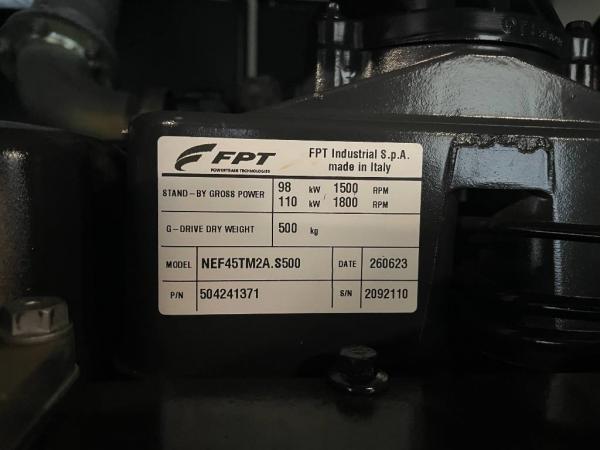 FPT
POWERTRAIN TECHNOLOGIES
FPT Industrial S.p.A.
made in Italy
STAND-BY GROSS POWER 98 kW / 1500 RPM
110 kW 1800 RPM
G-DRIVE DRY WEIGHT 500 kg
MODEL NEF45TM2A.S500 DATE 260623
P/N 504241371 S/N 2092110